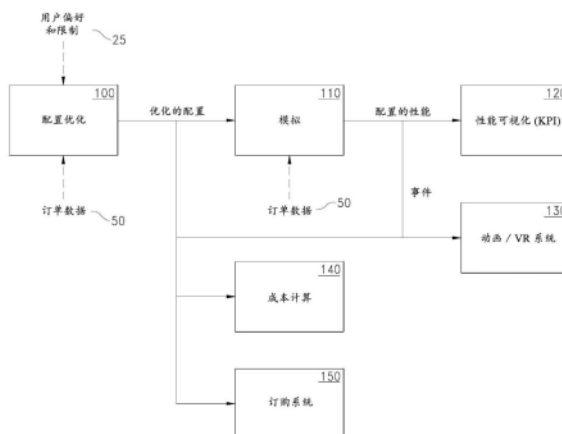 用户偏好
和限制
25
100
配置优化
优化的配置
110
模拟
配置的性能
120
性能可视化 (KPI)
订单数据
50
订单数据
50
事件
130
动画 / VR 系统
140
成本计算
150
订购系统